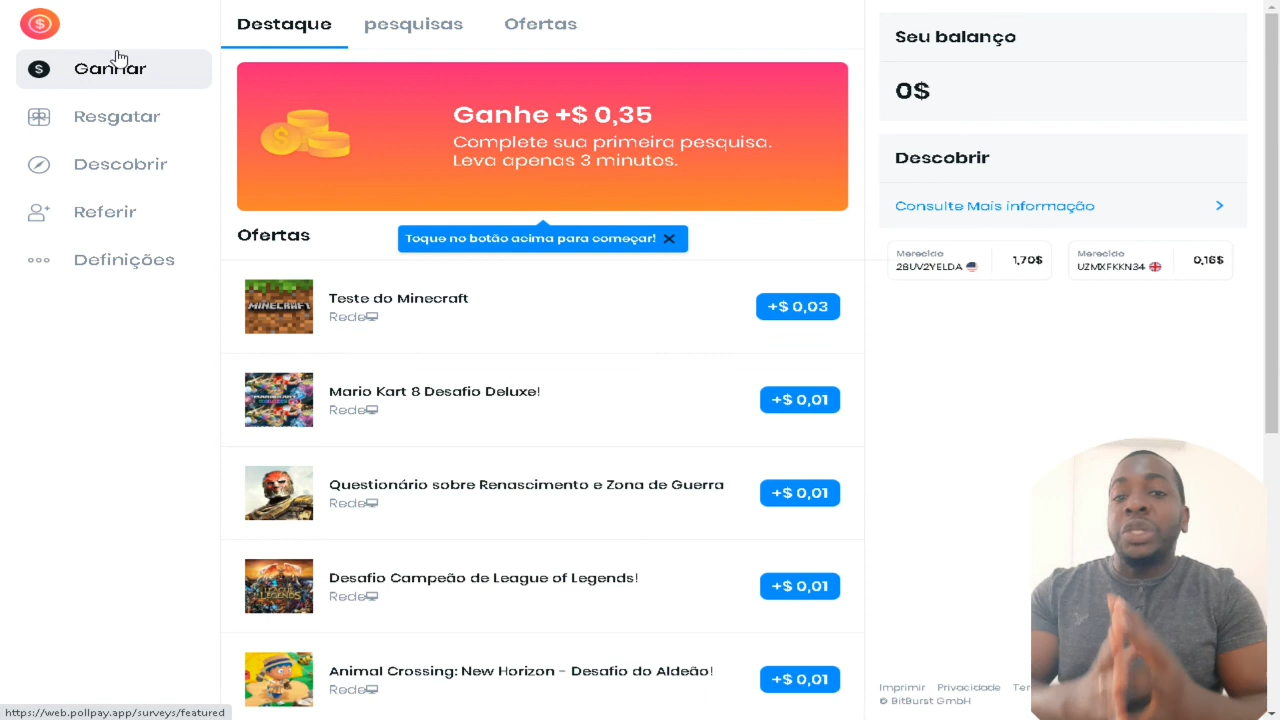 Ganhar
Resgatar
Descobrir
Referir
Definições
Destaque
pesquisas
Ofertas
Ganhe +$ 0,35
Complete sua primeira pesquisa.
Leva apenas 3 minutos.
Toque no botão acima para começar!
Ofertas
MINECRAFT
Teste do Minecraft
Rede
+$ 0,03
Mario Kart 8 Desafio Deluxe!
Rede
+$ 0,01
Questionário sobre Renascimento e Zona de Guerra
Rede
+$ 0,01
LEGENDS
Desafio Campeão de League of Legends!
Rede
+$ 0,01
Animal Crossing: New Horizon - Desafio do Aldeão!
Rede
+$ 0,01
Seu balanço
0$
Descobrir
Consulte Mais informação
Merecido
28UV2YELDA
1,70$
Merecido
UZMXFKKN34
0,16$
Imprimir Privacidade Ter
© BitBurst GmbH
https://web.pollpay.app/surveys/featured